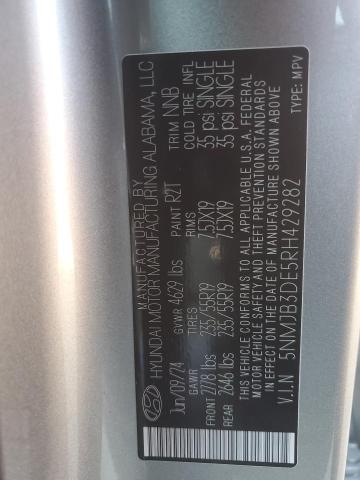 MANUFACTURED BY
HYUNDAI MOTOR MANUFACTURING ALABAMA, LLC
Jun/09/24 GVWR 4629 lbs PAINT R2T TRIM NNB
GAWR RIMS COLD TIRE INFL
FRONT 2778 lbs 235/55R19 7.5JX19 35 psi SINGLE
REAR 2646 lbs 235/55R19 7.5JX19 35 psi SINGLE
THIS VEHICLE CONFORMS TO ALL APPLICABLE U.S.A. FEDERAL
MOTOR VEHICLE SAFETY AND THEFT PREVENTION STANDARDS
IN EFFECT ON THE DATE OF MANUFACTURE SHOWN ABOVE
V.I.N 5NMJB3DE5RH429282 TYPE: MPV